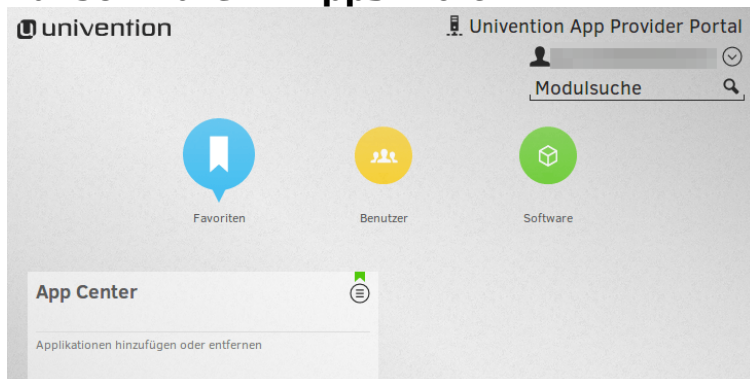 univention
Univention App Provider Portal
Modulsuche
Favoriten
Benutzer
Software
App Center
Applikationen hinzufügen oder entfernen